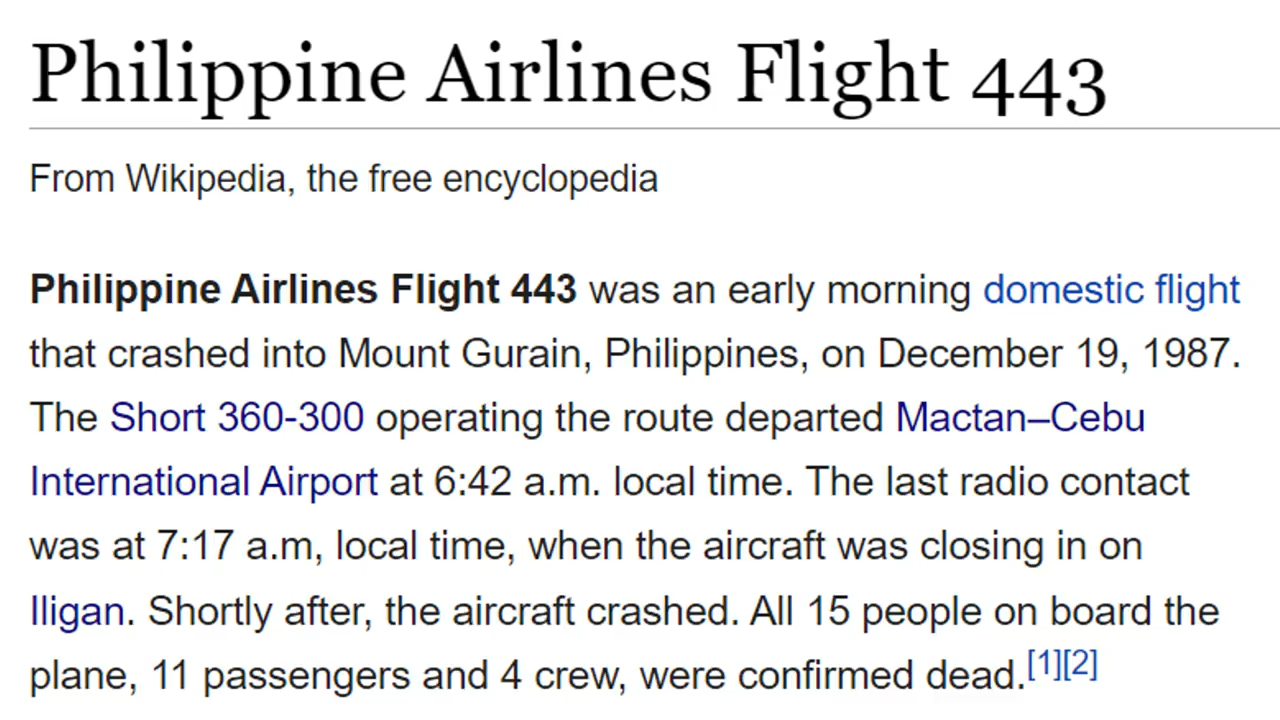 Philippine Airlines Flight 443
From Wikipedia, the free encyclopedia
Philippine Airlines Flight 443 was an early morning domestic flight
that crashed into Mount Gurain, Philippines, on December 19, 1987.
The Short 360-300 operating the route departed Mactan–Cebu
International Airport at 6:42 a.m. local time. The last radio contact
was at 7:17 a.m, local time, when the aircraft was closing in on
Iligan. Shortly after, the aircraft crashed. All 15 people on board the
plane, 11 passengers and 4 crew, were confirmed dead.[1][2]